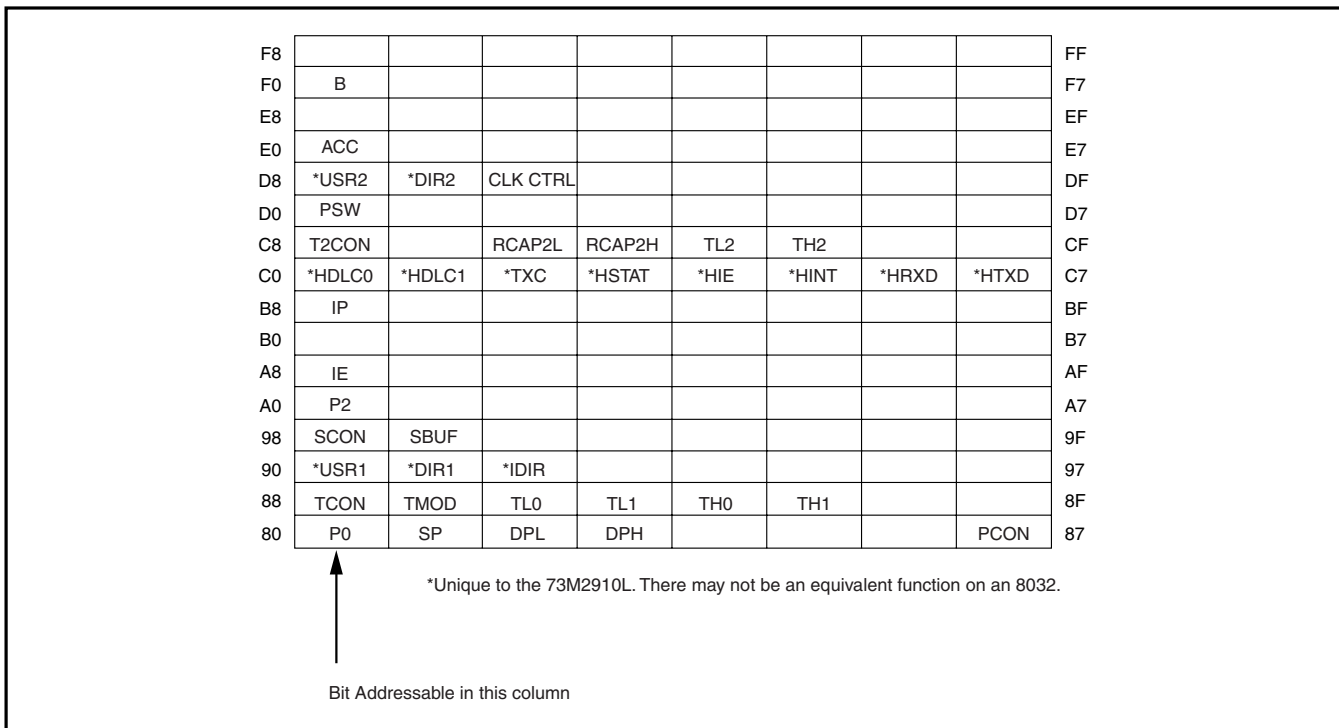 F8 FF
F0 B F7
E8 EF
E0 ACC E7
D8 *USR2 *DIR2 CLK CTRL DF
D0 PSW D7
C8 T2CON RCAP2L RCAP2H TL2 TH2 CF
C0 *HDLC0 *HDLC1 *TXC *HSTAT *HIE *HINT *HRXD *HTXD C7
B8 IP BF
B0 B7
A8 IE AF
A0 P2 A7
98 SCON SBUF 9F
90 *USR1 *DIR1 *IDIR 97
88 TCON TMOD TL0 TL1 TH0 TH1 8F
80 P0 SP DPL DPH PCON 87
*Unique to the 73M2910L. There may not be an equivalent function on an 8032.
Bit Addressable in this column